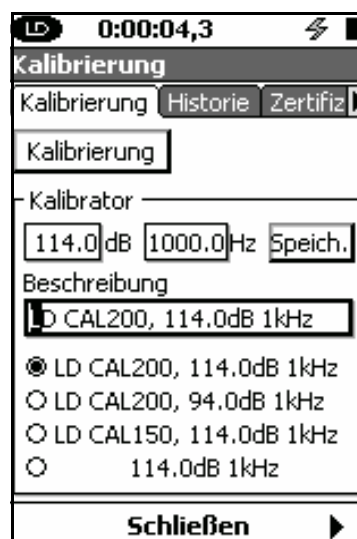 LD 0:00:04,3
Kalibrierung
Kalibrierung Historie Zertifiz
Kalibrierung
Kalibrator
114.0 dB 1000.0 Hz Speich.
Beschreibung
LD CAL200, 114.0dB 1kHz
LD CAL200, 114.0dB 1kHz
LD CAL200, 94.0dB 1kHz
LD CAL150, 114.0dB 1kHz
114.0dB 1kHz
Schließen